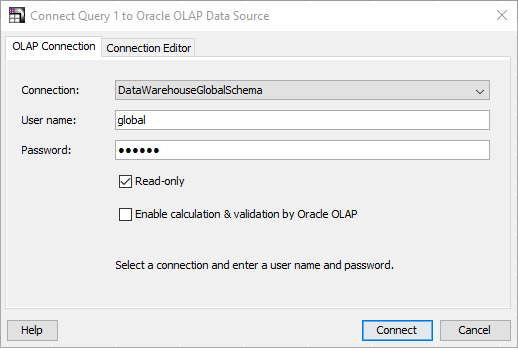 Connect Query 1 to Oracle OLAP Data Source
OLAP Connection Connection Editor
Connection: DataWarehouseGlobalSchema
User name: global
Password: ●●●●●●
Read-only
Enable calculation & validation by Oracle OLAP
Select a connection and enter a user name and password.
Help Connect Cancel